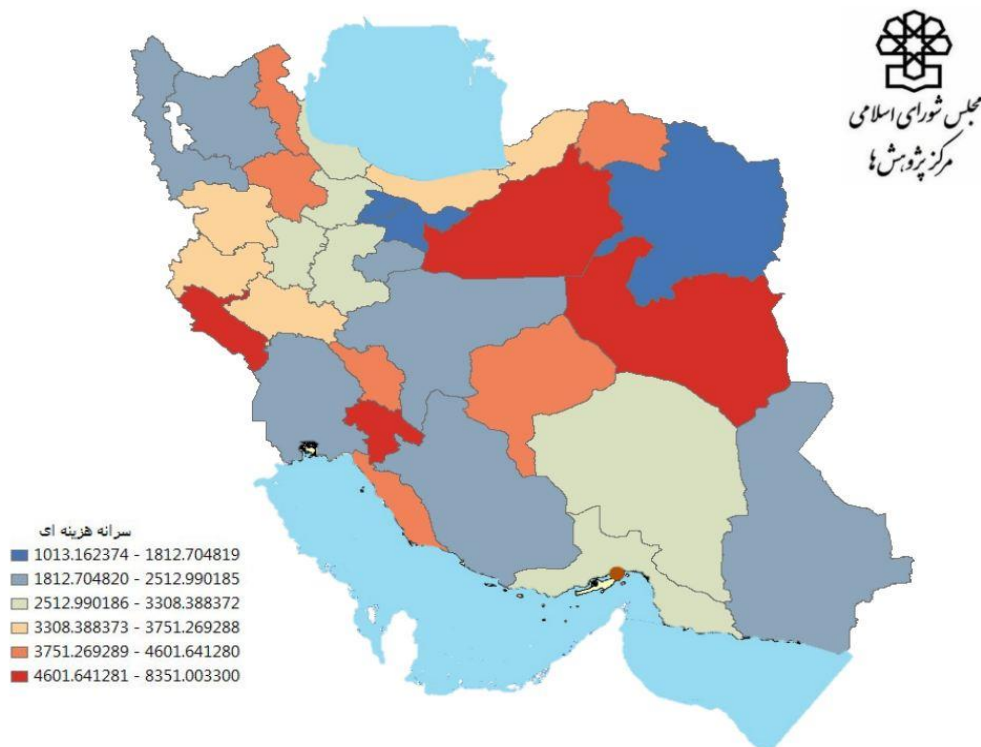 مجلس شورای اسلامی
مرکز پژوهش ها
سرانه هزینه ای
1013.162374 - 1812.704819
1812.704820 - 2512.990185
2512.990186 - 3308.388372
3308.388373 - 3751.269288
3751.269289 - 4601.641280
4601.641281 - 8351.003300